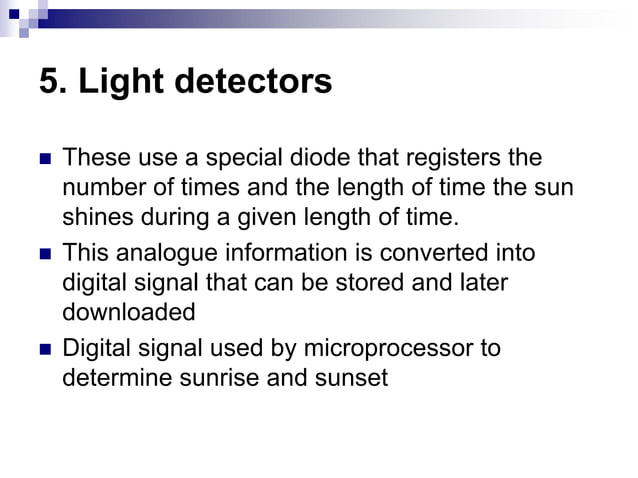 5. Light detectors
These use a special diode that registers the
number of times and the length of time the sun
shines during a given length of time.
This analogue information is converted into
digital signal that can be stored and later
downloaded
Digital signal used by microprocessor to
determine sunrise and sunset